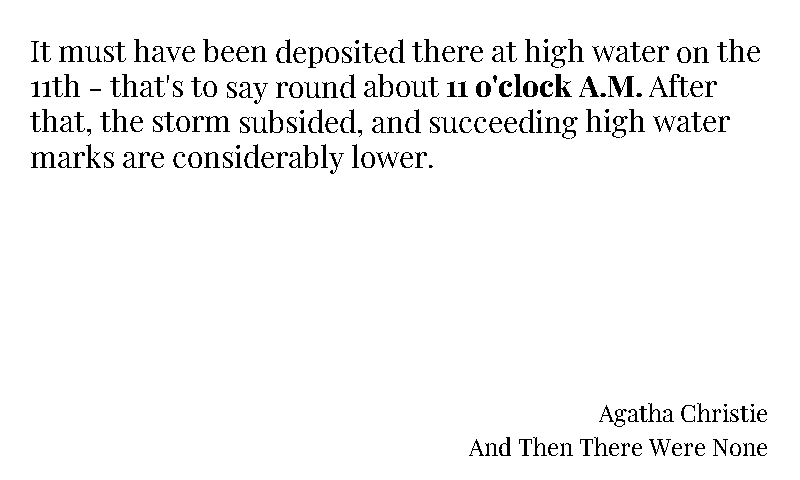 It must have been deposited there at high water on the
11th - that's to say round about 11 o'clock A.M. After
that, the storm subsided, and succeeding high water
marks are considerably lower.
Agatha Christie
And Then There Were None